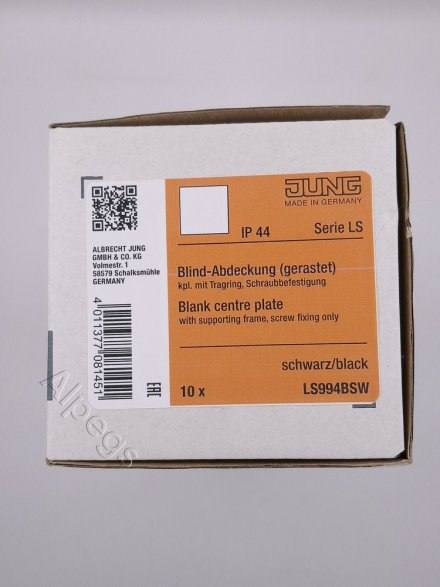 JUNG
MADE IN GERMANY
IP 44 Serie LS
ALBRECHT JUNG
GMBH & CO. KG
Volmestr. 1
58579 Schalksmühle
GERMANY
4 011377 081451
EAC
Blind-Abdeckung (gerastet)
kpl. mit Tragring, Schraubbefestigung
Blank centre plate
with supporting frame, screw fixing only
schwarz/black
10 x LS994BSW
Alpegis